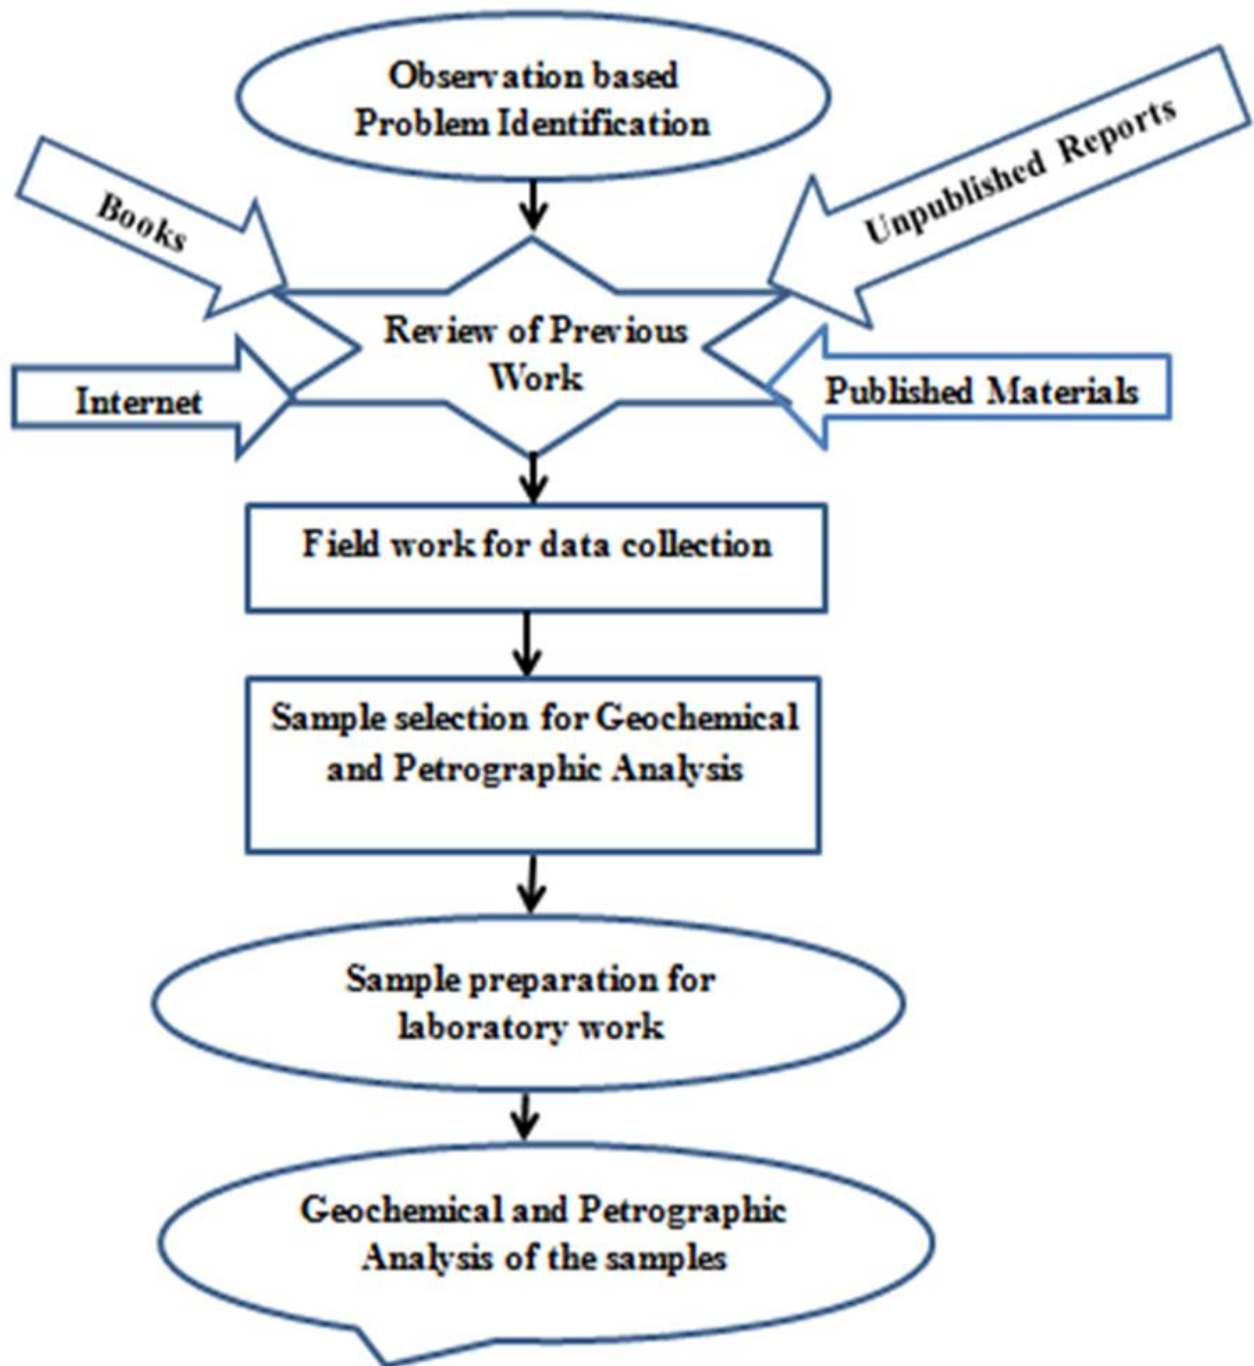 Observation based
Problem Identification
Books
Unpublished Reports
Review of Previous
Work
Internet
Published Materials
Field work for data collection
Sample selection for Geochemical
and Petrographic Analysis
Sample preparation for
laboratory work
Geochemical and Petrographic
Analysis of the samples